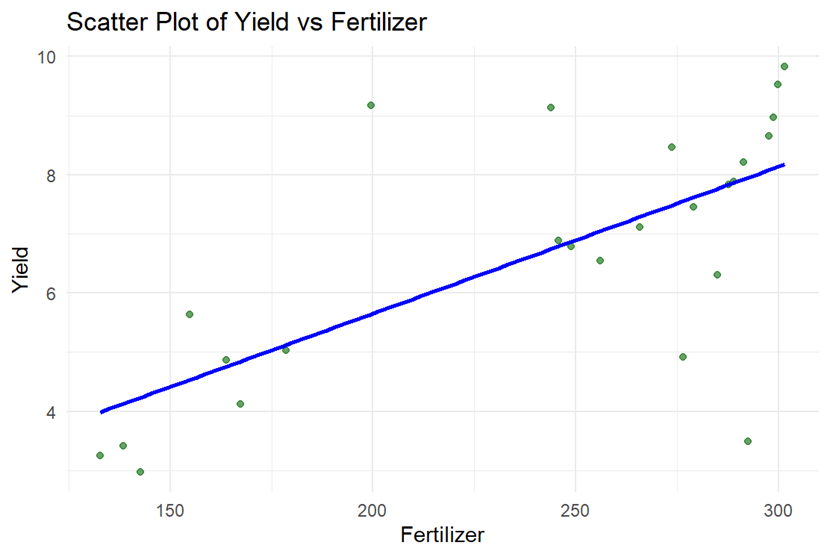 Scatter Plot of Yield vs Fertilizer
10
8
6
4
Yield
150 200 250 300
Fertilizer